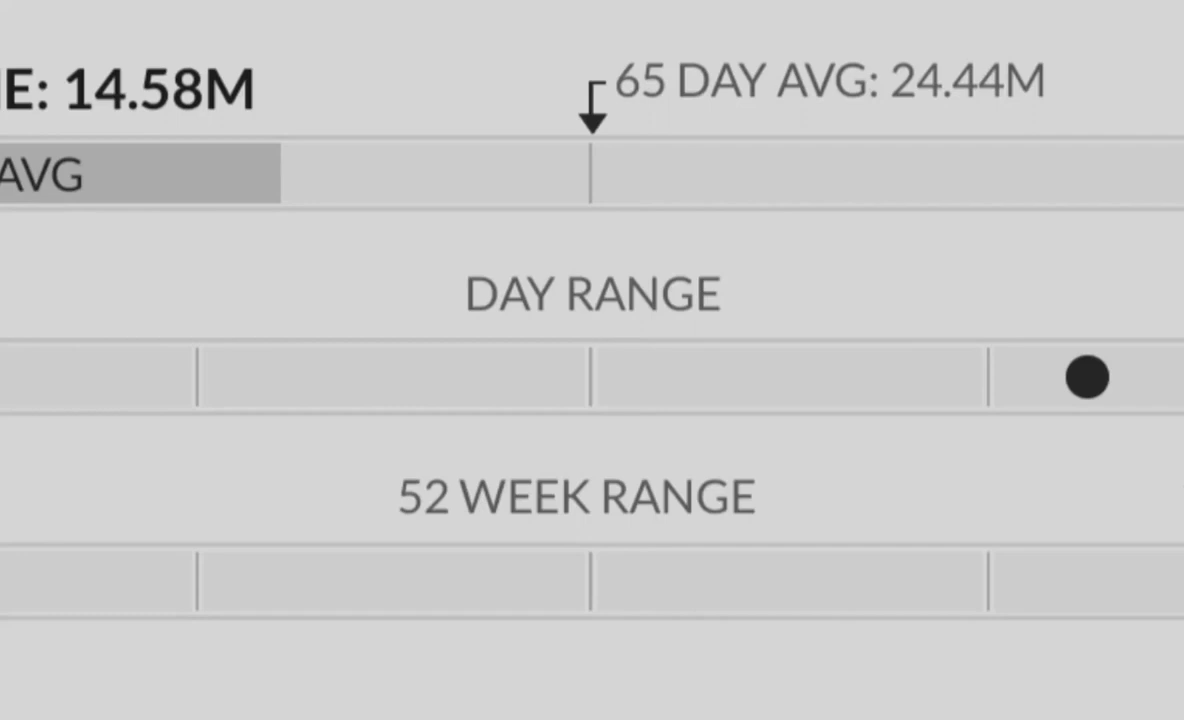 E: 14.58M
65 DAY AVG: 24.44M
AVG
DAY RANGE
52 WEEK RANGE